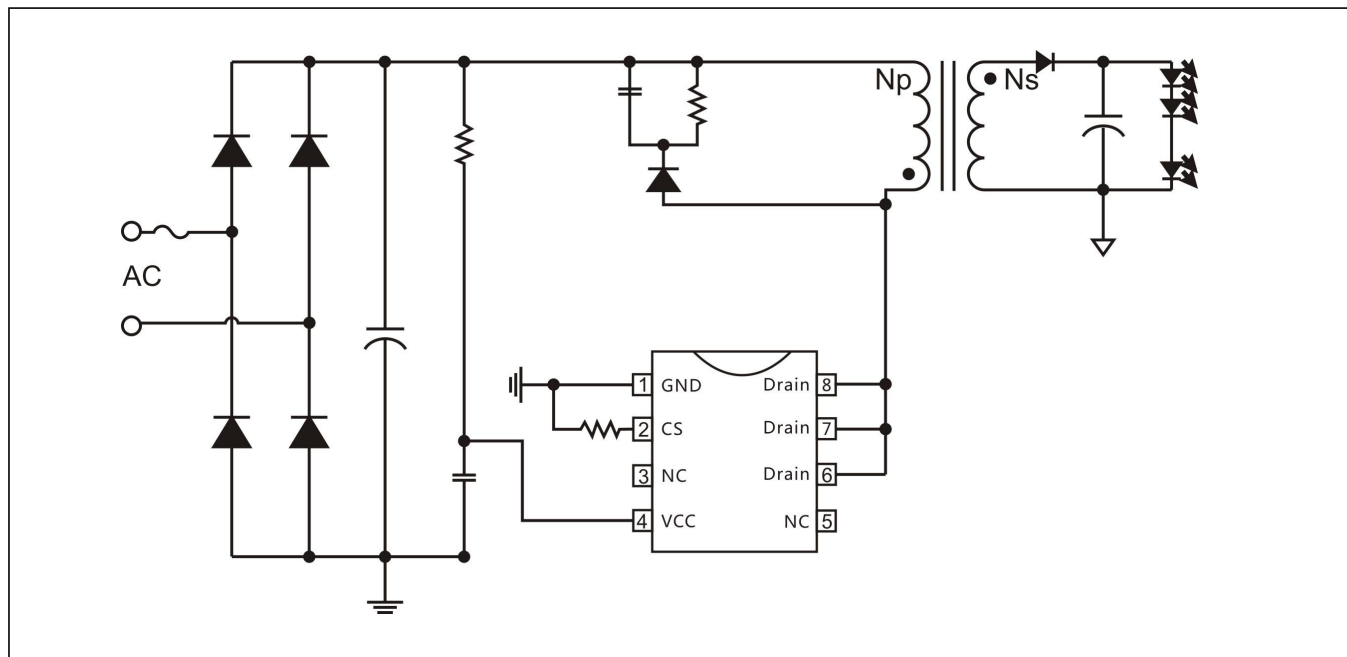 Np
Ns
AC
1 GND
Drain 8
2 CS
Drain 7
3 NC
Drain 6
4 VCC
NC 5